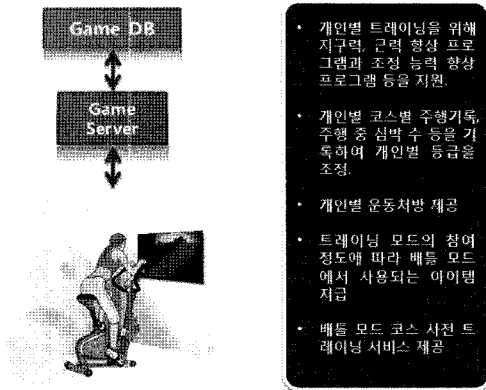 Game DB
Game
Server
• 개인별 트레이닝을 위해
지구력, 근력 향상 프로
그램과 조정 능력 향상
프로그램 등을 지원.
• 개인별 코스별 주행기록,
주행 중 심박 수 등을 기
록하여 개인별 등급을
조정.
• 개인별 운동처방 제공
• 트레이닝 모드의 참여
정도에 따라 배틀 모드
에서 사용되는 아이템
지급
• 배틀 모드 코스 사전 트
레이닝 서비스 제공